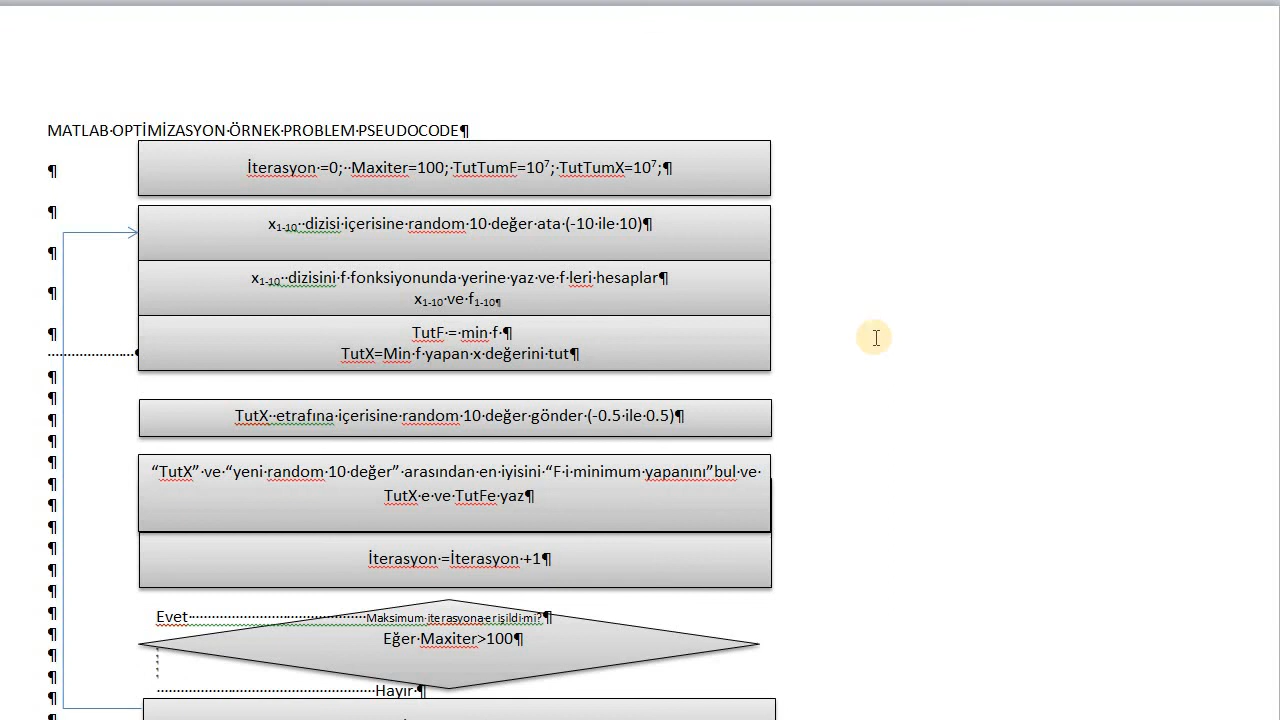 MATLAB·OPTİMİZASYON·ÖRNEK·PROBLEM·PSEUDOCODE¶
İterasyon·=0;··Maxiter=100;·TutTumF=10⁷;·TutTumX=10⁷;¶
x₁₋₁₀··dizisi·içerisine·random·10·değer·ata·(-10·ile·10)¶
x₁₋₁₀··dizisini·f·fonksiyonunda·yerine·yaz·ve·f·leri·hesaplar¶
x₁₋₁₀·ve·f₁₋₁₀¶
TutF·=·min·f·¶
TutX=Min·f·yapan·x·değerini·tut¶
TutX··etrafına·içerisine·random·10·değer·gönder·(-0.5·ile·0.5)¶
“TutX”·ve·“yeni·random·10·değer”·arasından·en·iyisini·“F·i·minimum·yapanını”bul·ve·
TutX·e·ve·TutFe·yaz¶
İterasyon·=İterasyon·+1¶
Evet Maksimum·iterasyona·erişildi·mi?¶
Eğer·Maxiter>100¶
Hayır·¶